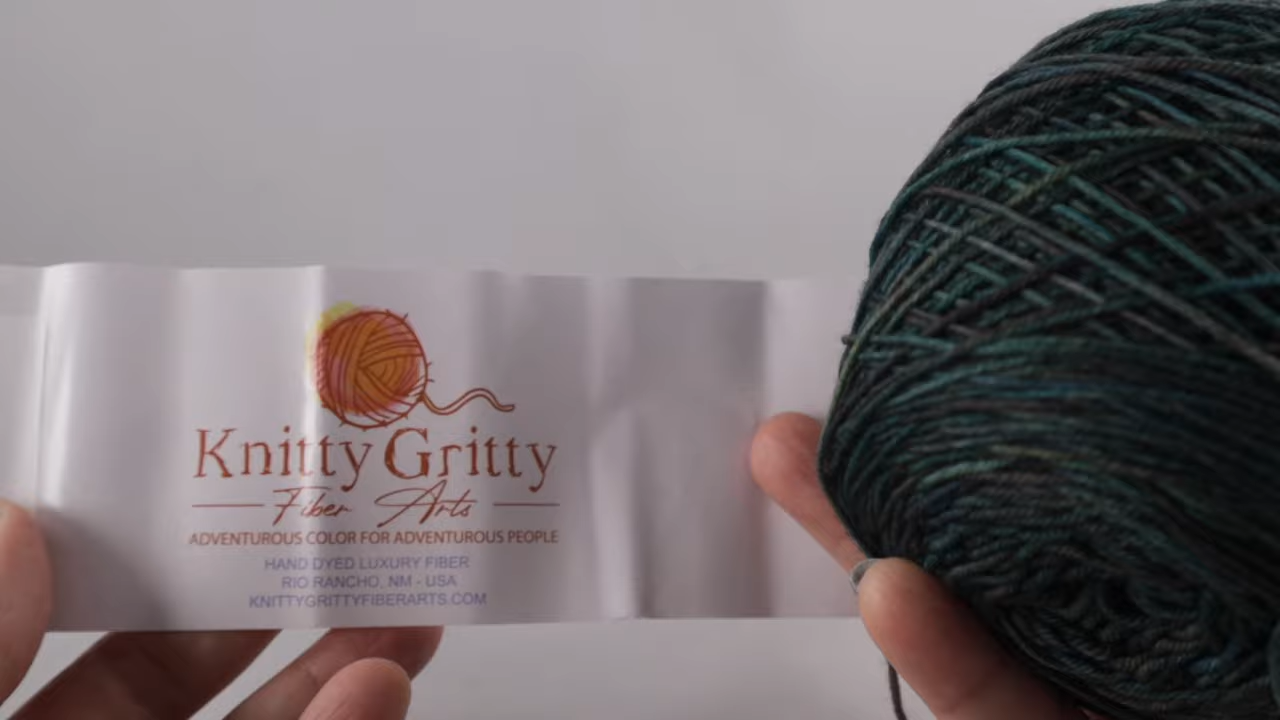 Knitty Gritty
Fiber Arts
ADVENTUROUS COLOR FOR ADVENTUROUS PEOPLE
HAND DYED LUXURY FIBER
RIO RANCHO, NM - USA
KNITTYGRITTYFIBERARTS.COM